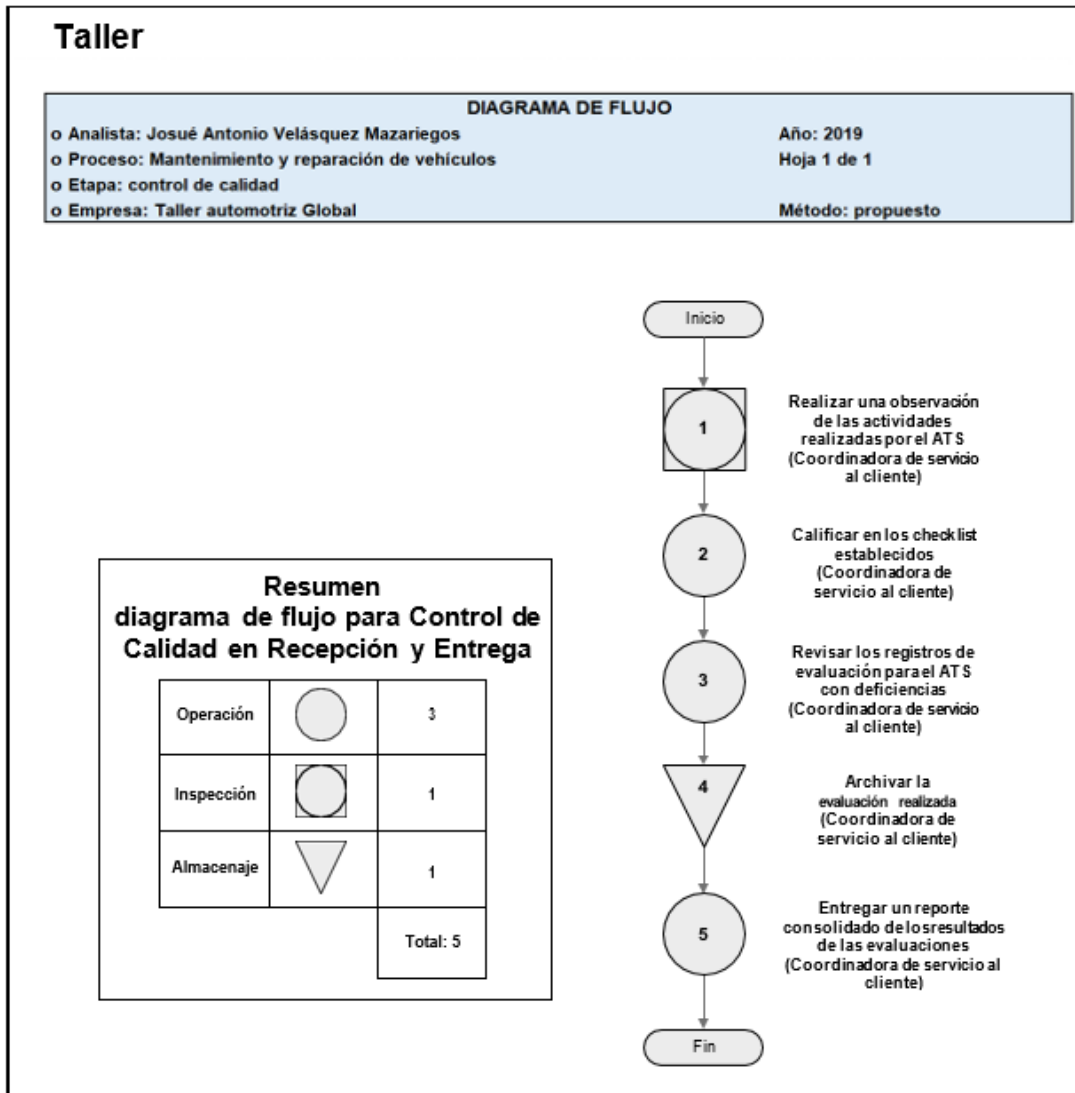 Taller
DIAGRAMA DE FLUJO
o Analista: Josué Antonio Velásquez Mazariegos
Año: 2019
o Proceso: Mantenimiento y reparación de vehículos
Hoja 1 de 1
o Etapa: control de calidad
o Empresa: Taller automotriz Global
Método: propuesto
Inicio
1
Realizar una observación
de las actividades
realizadas por el ATS
(Coordinadora de servicio
al cliente)
2
Calificar en los checklist
establecidos
(Coordinadora de
servicio al cliente)
3
Revisar los registros de
evaluación para el ATS
con deficiencias
(Coordinadora de servicio
al cliente)
4
Archivar la
evaluación realizada
(Coordinadora de
servicio al cliente)
5
Entregar un reporte
consolidado de los resultados
de las evaluaciones
(Coordinadora de servicio al
cliente)
Fin
Resumen
diagrama de flujo para Control de
Calidad en Recepción y Entrega
Operación
3
Inspección
1
Almacenaje
1
Total: 5